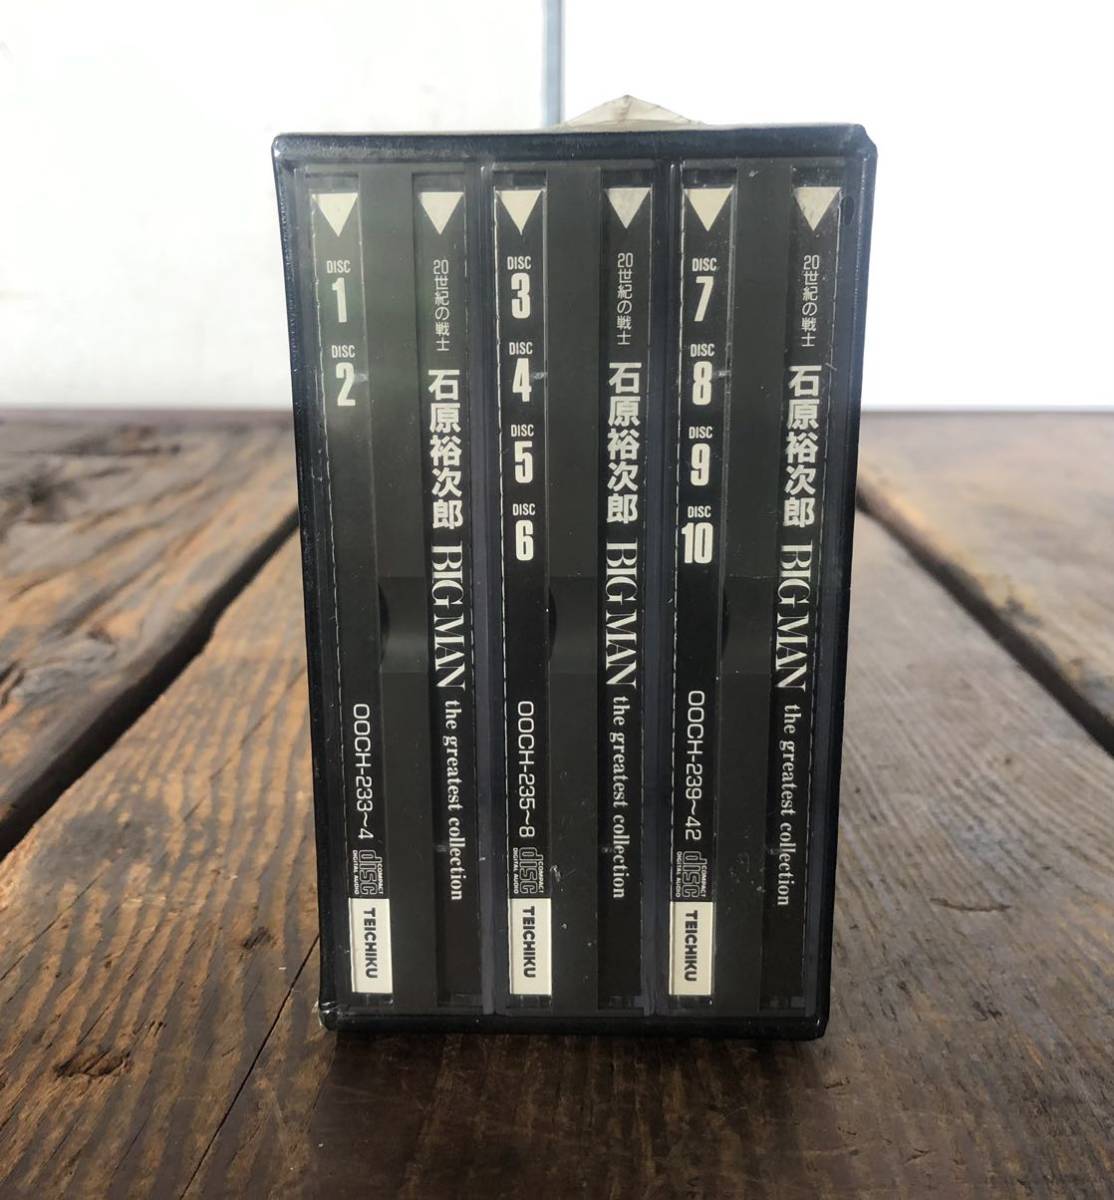 DISC
1
DISC
2
OOCH-233~4
COMPACT
disc
DIGITAL AUDIO
TEICHIKU
20世紀の戦士 石原裕次郎 BIG MAN the greatest collection
DISC
3
DISC
4
DISC
5
DISC
6
OOCH-235~8
COMPACT
disc
DIGITAL AUDIO
TEICHIKU
20世紀の戦士 石原裕次郎 BIG MAN the greatest collection
DISC
7
DISC
8
DISC
9
DISC
10
OOCH-239~42
COMPACT
disc
DIGITAL AUDIO
TEICHIKU
20世紀の戦士 石原裕次郎 BIG MAN the greatest collection